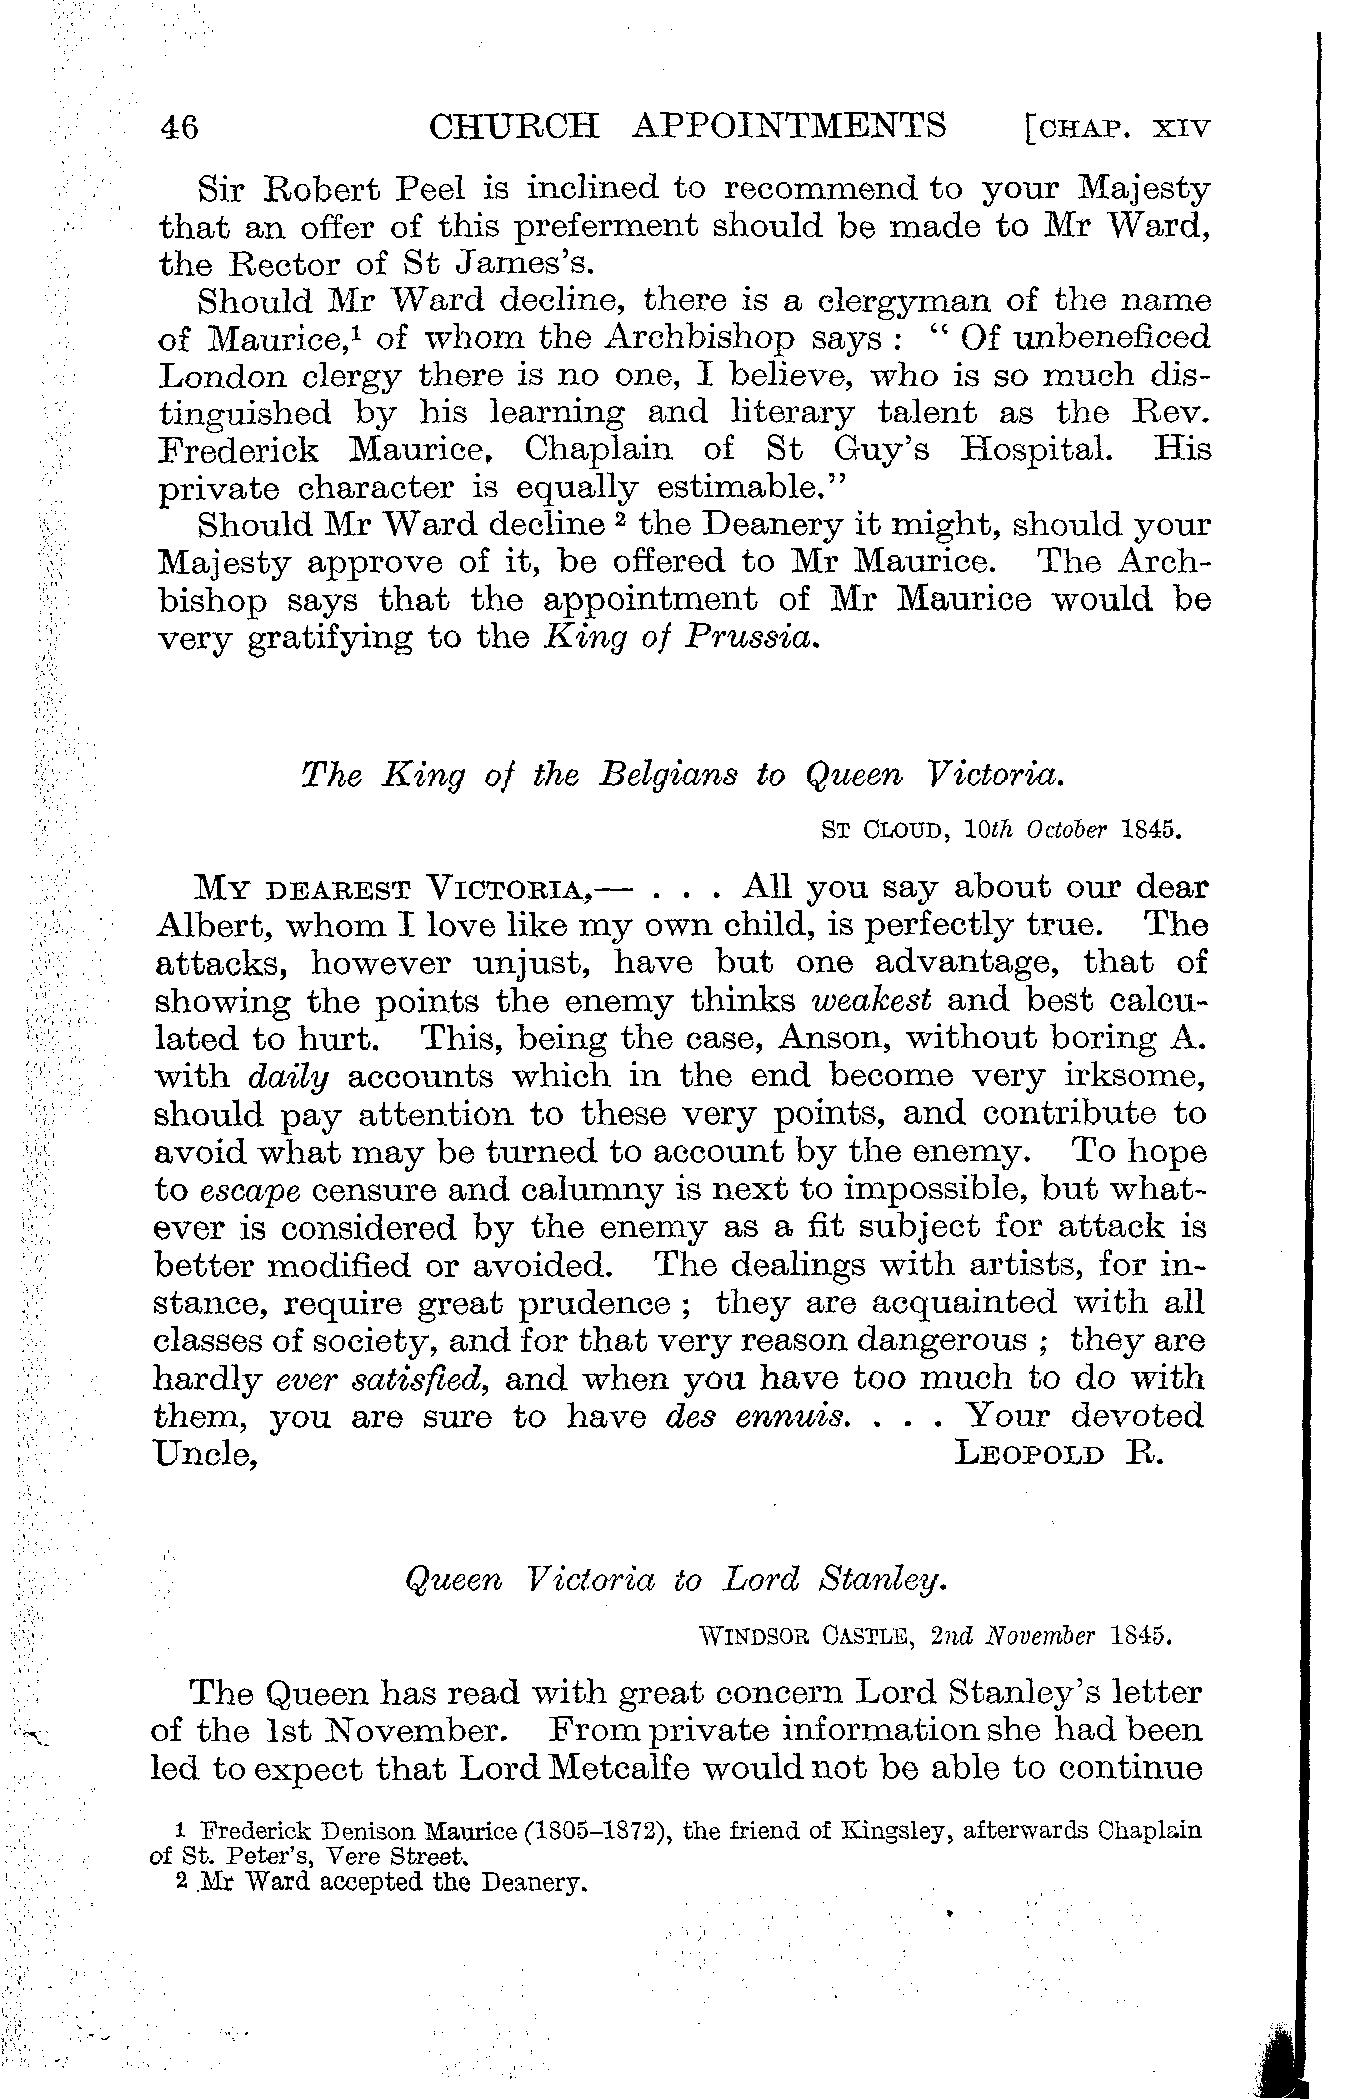 46 CHURCH APPOINTMENTS [CHAP. XIV
Sir Robert Peel is inclined to recommend to your Majesty
that an offer of this preferment should be made to Mr Ward,
the Rector of St James's.
Should Mr Ward decline, there is a clergyman of the name
of Maurice,¹ of whom the Archbishop says : " Of unbeneficed
London clergy there is no one, I believe, who is so much dis-
tinguished by his learning and literary talent as the Rev.
Frederick Maurice, Chaplain of St Guy's Hospital. His
private character is equally estimable."
Should Mr Ward decline ² the Deanery it might, should your
Majesty approve of it, be offered to Mr Maurice. The Arch-
bishop says that the appointment of Mr Maurice would be
very gratifying to the King of Prussia.
The King of the Belgians to Queen Victoria.
ST CLOUD, 10th October 1845.
MY DEAREST VICTORIA,— . . . All you say about our dear
Albert, whom I love like my own child, is perfectly true. The
attacks, however unjust, have but one advantage, that of
showing the points the enemy thinks weakest and best calcu-
lated to hurt. This, being the case, Anson, without boring A.
with daily accounts which in the end become very irksome,
should pay attention to these very points, and contribute to
avoid what may be turned to account by the enemy. To hope
to escape censure and calumny is next to impossible, but what-
ever is considered by the enemy as a fit subject for attack is
better modified or avoided. The dealings with artists, for in-
stance, require great prudence ; they are acquainted with all
classes of society, and for that very reason dangerous ; they are
hardly ever satisfied, and when you have too much to do with
them, you are sure to have des ennuis. . . . Your devoted
Uncle, LEOPOLD R.
Queen Victoria to Lord Stanley.
WINDSOR CASTLE, 2nd November 1845.
The Queen has read with great concern Lord Stanley's letter
of the 1st November. From private information she had been
led to expect that Lord Metcalfe would not be able to continue
1 Frederick Denison Maurice (1805–1872), the friend of Kingsley, afterwards Chaplain
of St. Peter's, Vere Street.
2 Mr Ward accepted the Deanery.